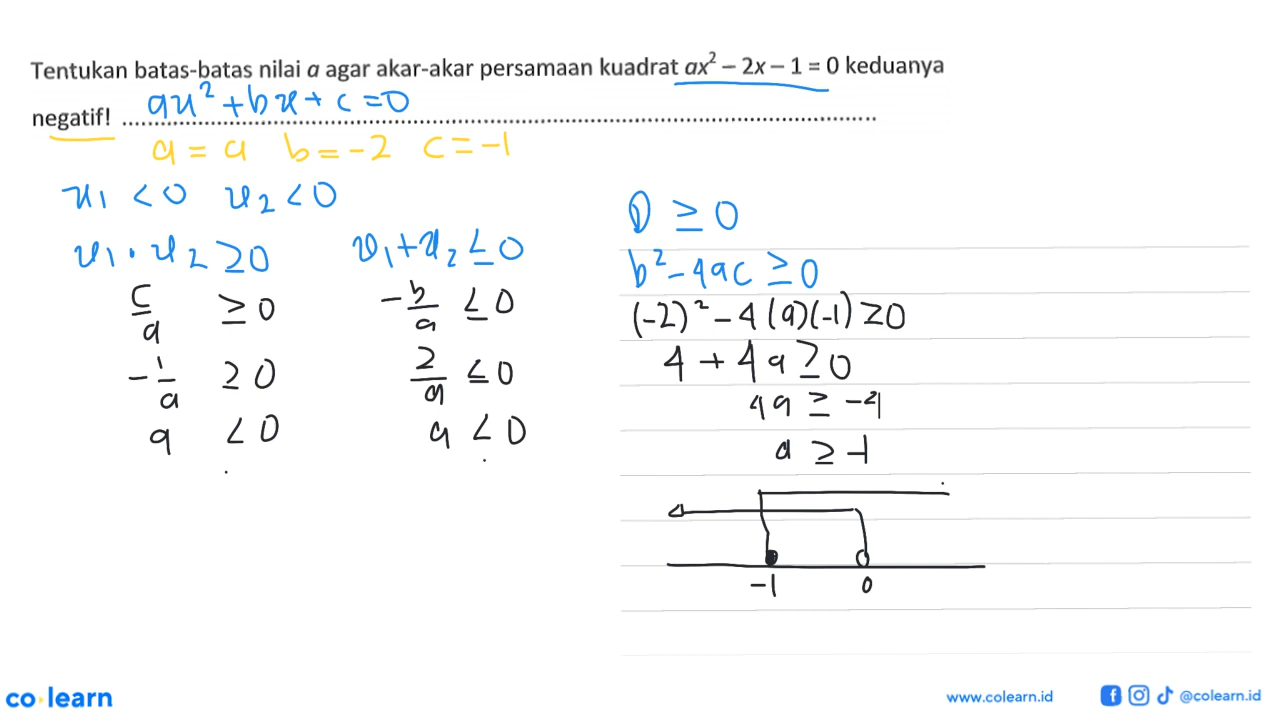 Tentukan batas-batas nilai a agar akar-akar persamaan kuadrat ax² – 2x – 1 = 0 keduanya
negatif! ........................................................................
ax² + bx + c = 0
a = a b = -2 c = -1
x₁ < 0 x₂ < 0
x₁ · x₂ ≥ 0 x₁ + x₂ ≤ 0
c/a ≥ 0 -b/a ≤ 0
-1/a ≥ 0 2/a ≤ 0
a < 0 a < 0
D ≥ 0
b² - 4ac ≥ 0
(-2)² - 4(a)(-1) ≥ 0
4 + 4a ≥ 0
4a ≥ -4
a ≥ -1
-1 0
co learn
www.colearn.id @colearn.id